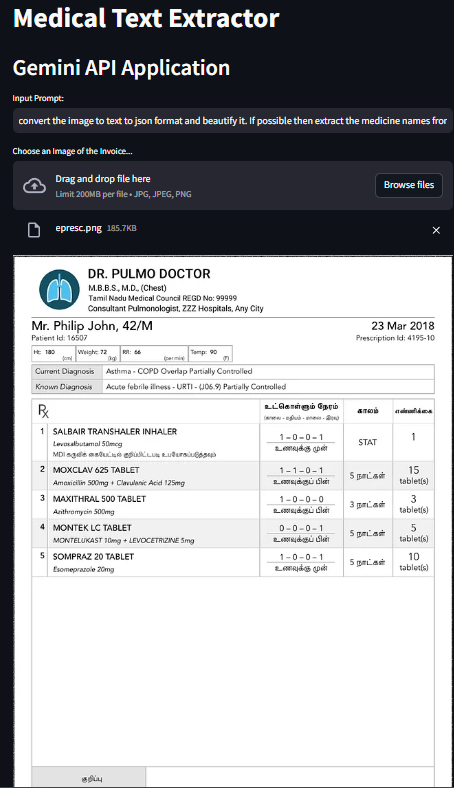 Medical Text Extractor
Gemini API Application
Input Prompt:
convert the image to text to json format and beautify it. If possible then extract the medicine names fror
Choose an Image of the Invoice...
Drag and drop file here
Limit 200MB per file • JPG, JPEG, PNG
Browse files
epresc.png 185.7KB
DR. PULMO DOCTOR
M.B.B.S., M.D., (Chest)
Tamil Nadu Medical Council REGD No: 99999
Consultant Pulmonologist, ZZZ Hospitals, Any City
Mr. Philip John, 42/M 23 Mar 2018
Patient Id: 16507 Prescription Id: 4195-10
Ht: 180 (cm) Weight: 72 (kg) RR: 66 (per min) Temp: 90 (F)
Current Diagnosis Asthma - COPD Overlap Partially Controlled
Known Diagnosis Acute febrile illness - URTI - (J06.9) Partially Controlled
Rx உட்கொள்ளும் நேரம் காலம் எண்ணிக்கை
(காலை - மதியம் - மாலை - இரவு)
1 SALBAIR TRANSHALER INHALER 1 – 0 – 0 – 1 STAT 1
Levosalbutamol 50mcg உணவுக்கு முன்
MDI கருவிக் கையேட்டில் குறிப்பிட்டபடி உபயோகப்படுத்தவும்
2 MOXCLAV 625 TABLET 1 – 1 – 0 – 1 5 நாட்கள் 15
Amoxicillin 500mg + Clavulenic Acid 125mg உணவுக்குப் பின் tablet(s)
3 MAXITHRAL 500 TABLET 1 – 0 – 0 – 0 3 நாட்கள் 3
Azithromycin 500mg உணவுக்குப் பின் tablet(s)
4 MONTEK LC TABLET 0 – 0 – 0 – 1 5 நாட்கள் 5
MONTELUKAST 10mg + LEVOCETRIZINE 5mg உணவுக்குப் பின் tablet(s)
5 SOMPRAZ 20 TABLET 1 – 0 – 0 – 1 5 நாட்கள் 10
Esomeprazole 20mg உணவுக்கு முன் tablet(s)
குறிப்பு